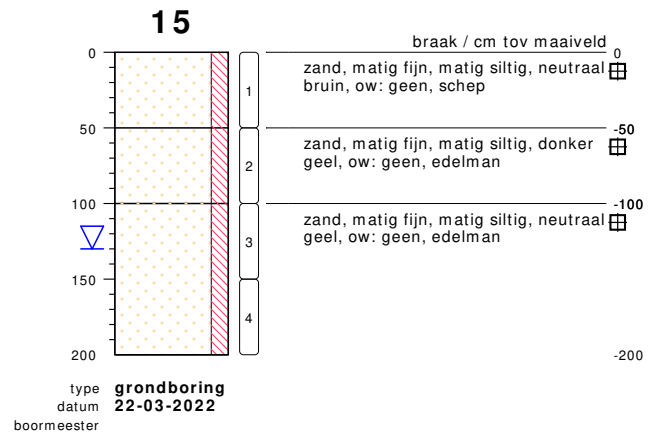 15
braak / cm tov maaiveld
0
0
zand, matig fijn, matig siltig, neutraal
bruin, ow: geen, schep
1
50
-50
zand, matig fijn, matig siltig, donker
geel, ow: geen, edelman
2
100
-100
zand, matig fijn, matig siltig, neutraal
geel, ow: geen, edelman
3
150
4
200
-200
type grondboring
datum 22-03-2022
boormeester